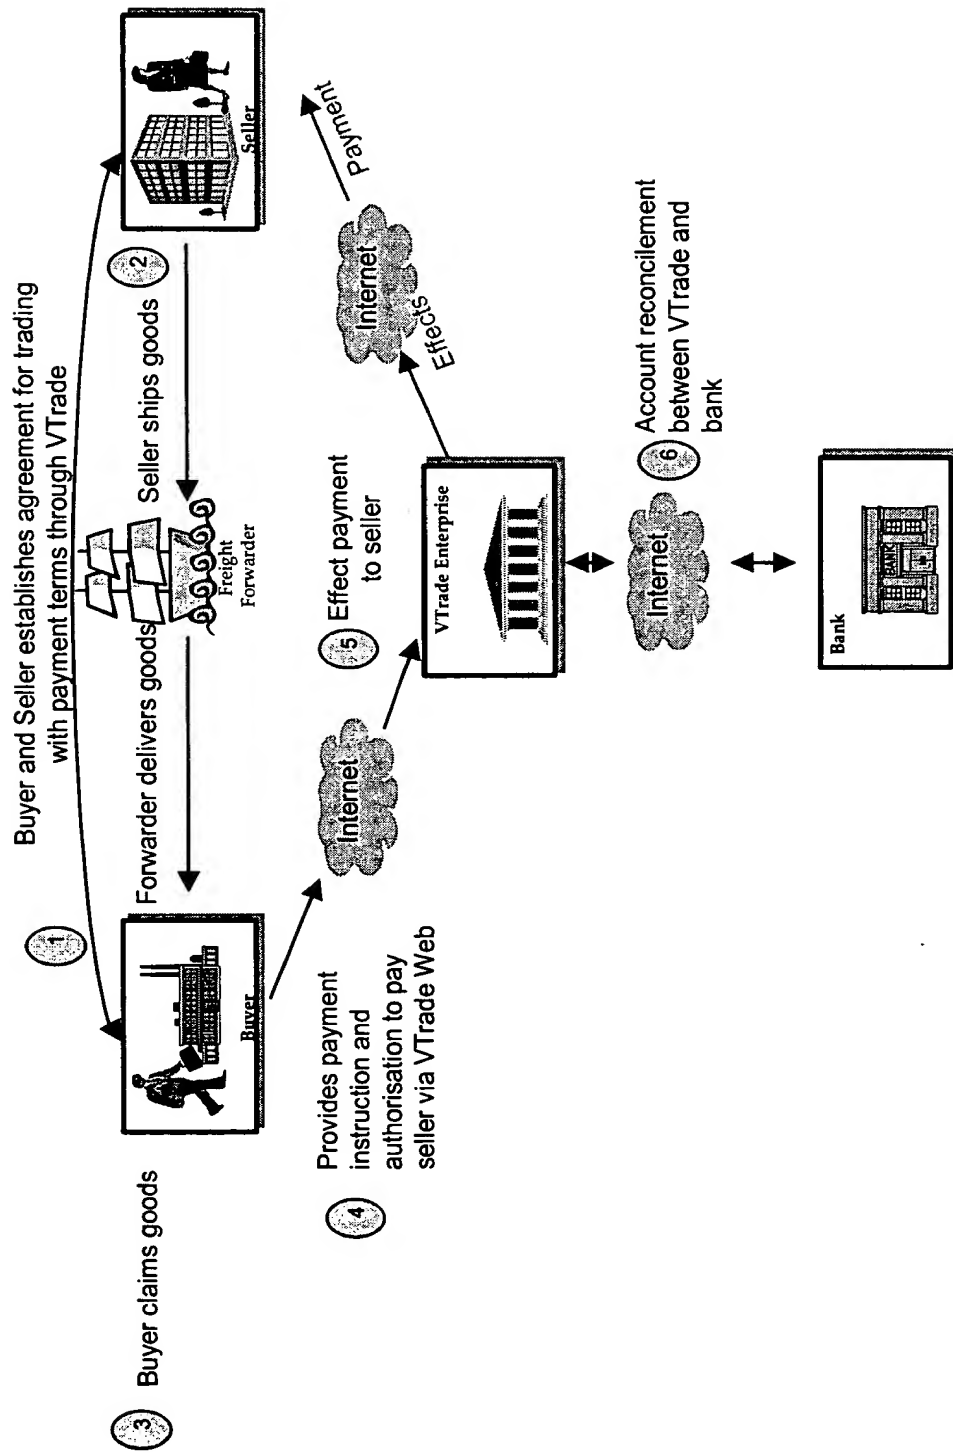 Buyer and Seller establishes agreement for trading
with payment terms through VTrade
1
2
Seller ships goods
Forwarder delivers goods
Freight
Forwarder
Buyer
Seller
3
Buyer claims goods
4
Provides payment
instruction and
authorisation to pay
seller via VTrade Web
Internet
5
Effect payment
to seller
VTrade Enterprise
Effects
Internet
Payment
6
Account reconcilement
between VTrade and
bank
Internet
Bank
BANK